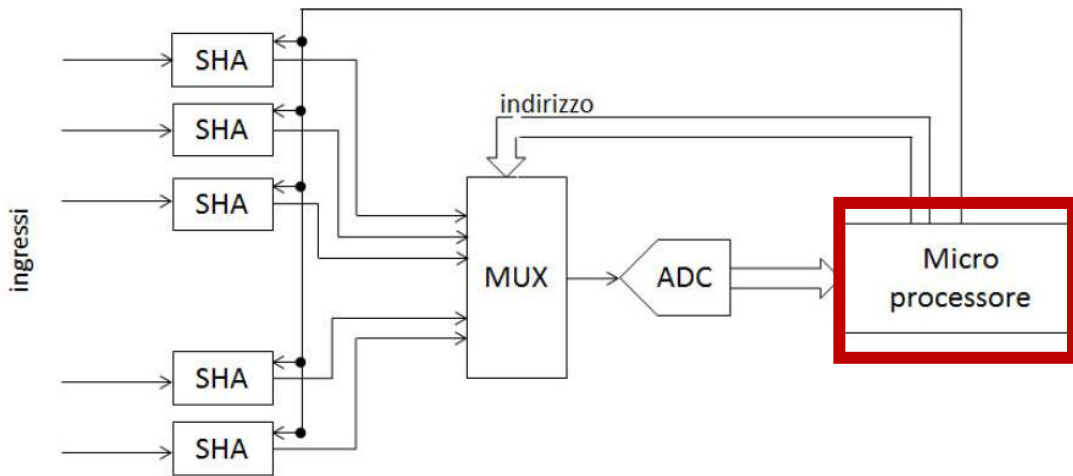 SHA
indirizzo
SHA
SHA
ingressi
MUX
ADC
Micro
processore
SHA
SHA